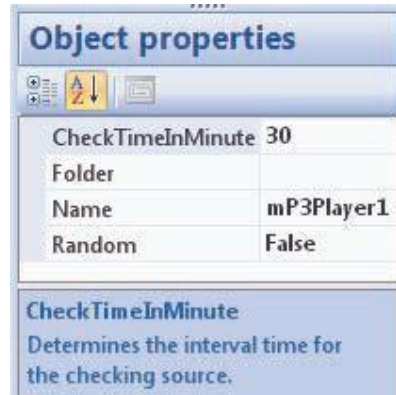 Object properties
A
Z
CheckTimeInMinute 30
Folder
Name mP3Player1
Random False
CheckTimeInMinute
Determines the interval time for
the checking source.